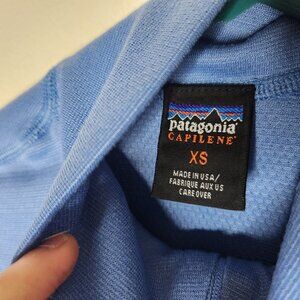 patagonia®
CAPILENE®
XS
MADE IN USA/
FABRIQUE AUX US
CARE OVER